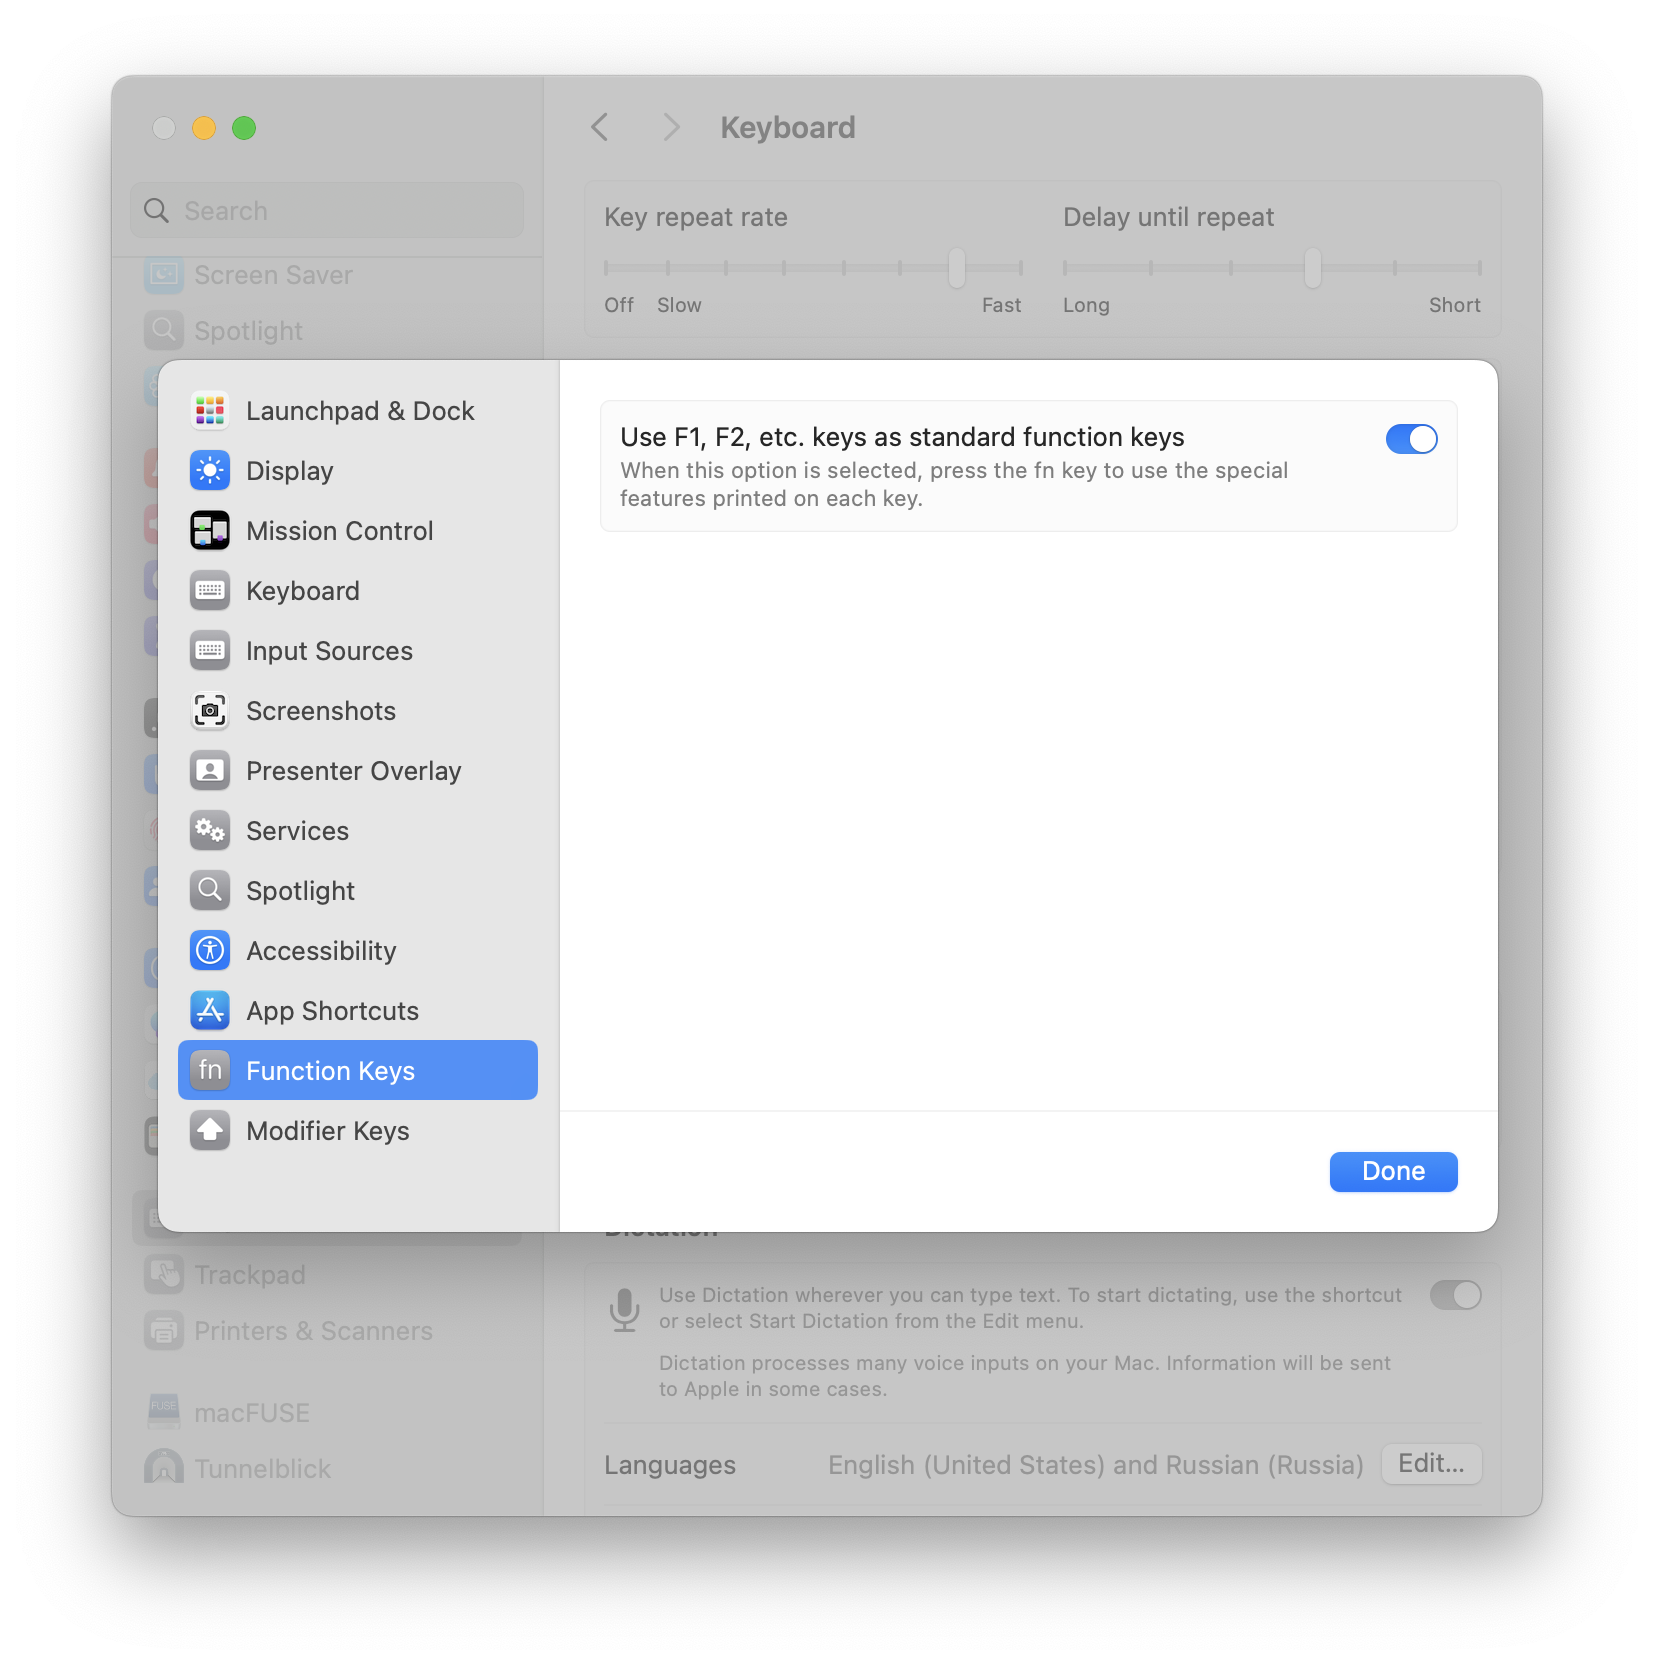 Keyboard
Search
Screen Saver
Spotlight
Key repeat rate
Off Slow Fast
Delay until repeat
Long Short
Launchpad & Dock
Display
Mission Control
Keyboard
Input Sources
Screenshots
Presenter Overlay
Services
Spotlight
Accessibility
App Shortcuts
fn Function Keys
Modifier Keys
Use F1, F2, etc. keys as standard function keys
When this option is selected, press the fn key to use the special
features printed on each key.
Done
Trackpad
Printers & Scanners
FUSE
macFUSE
Tunnelblick
Dictation
Use Dictation wherever you can type text. To start dictating, use the shortcut
or select Start Dictation from the Edit menu.
Dictation processes many voice inputs on your Mac. Information will be sent
to Apple in some cases.
Languages English (United States) and Russian (Russia) Edit...